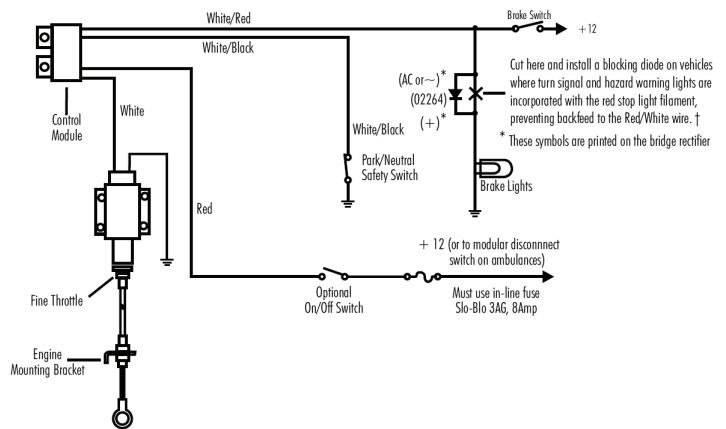 Brake Switch
White/Red
+12
White/Black
Cut here and install a blocking diode on vehicles
where turn signal and hazard warning lights are
incorporated with the red stop light filament,
preventing backfeed to the Red/White wire. †
* These symbols are printed on the bridge rectifier
(AC or~)*
(02264)
(+)*
Control
Module
White
White/Black
Park/Neutral
Safety Switch
Brake Lights
Red
+ 12 (or to modular disconnnect
switch on ambulances)
Optional
On/Off Switch
Must use in-line fuse
Slo-Blo 3AG, 8Amp
Fine Throttle
Engine
Mounting Bracket